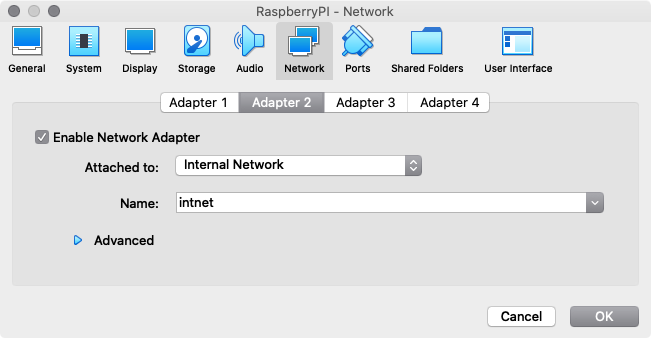 RaspberryPI - Network
General System Display Storage Audio Network Ports Shared Folders User Interface
Adapter 1 Adapter 2 Adapter 3 Adapter 4
Enable Network Adapter
Attached to: Internal Network
Name: intnet
Advanced
Cancel OK